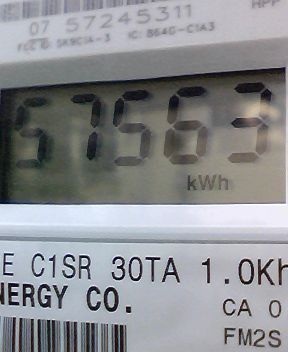 07 57245311
HPP
FCC ID: SK9C1A-3 IC: 864G-C1A3
57563
kWh
E C1SR 30TA 1.0Kh
NERGY CO.
CA 0
FM2S